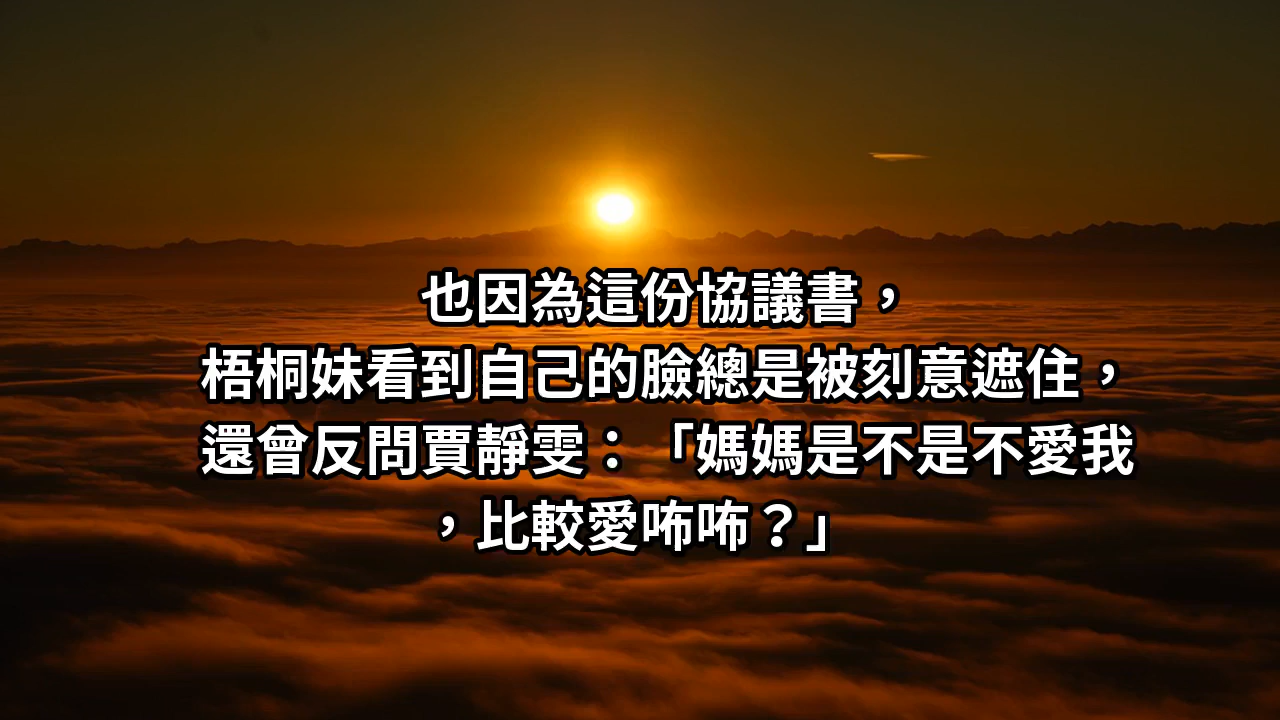 也因為這份協議書，
梧桐妹看到自己的臉總是被刻意遮住，
還曾反問賈靜雯：「媽媽是不是不愛我
，比較愛咘咘？」